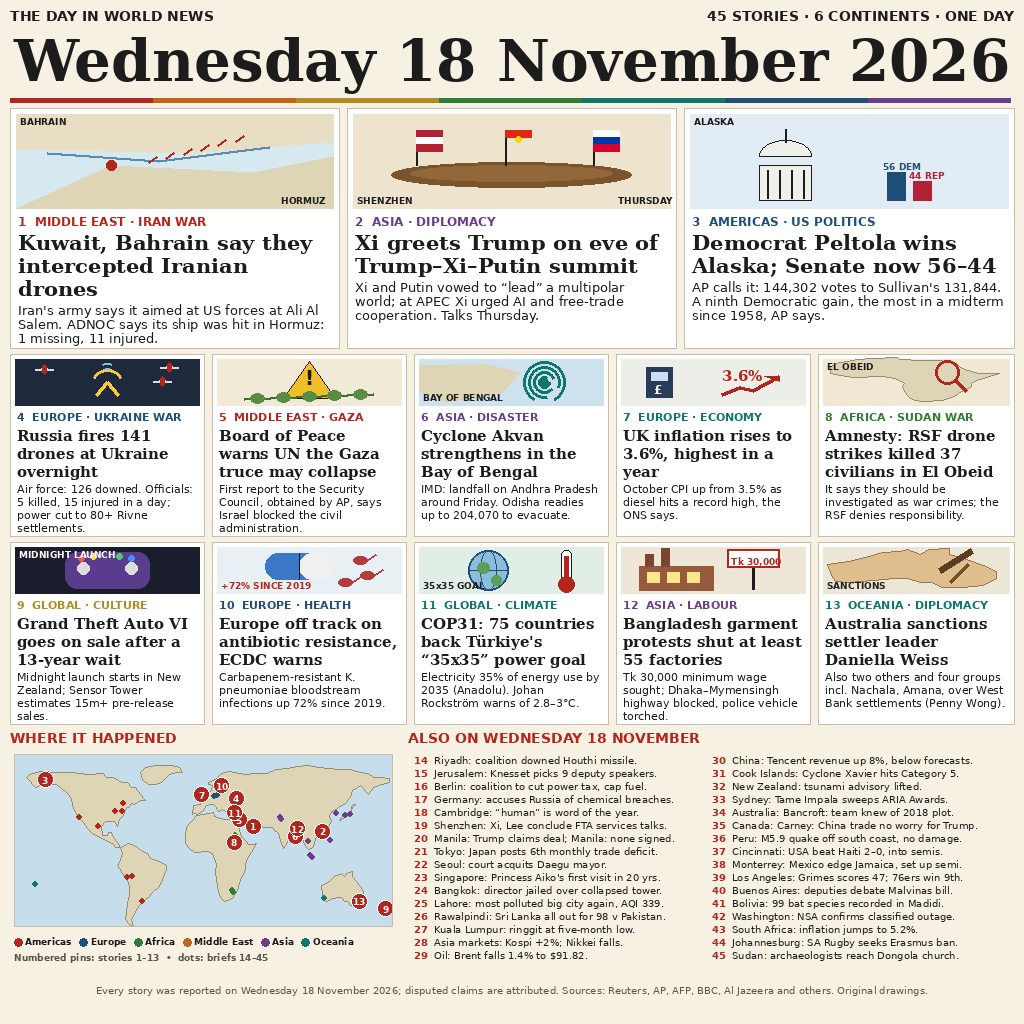 THE DAY IN WORLD NEWS
45 STORIES · 6 CONTINENTS · ONE DAY
Wednesday 18 November 2026
BAHRAIN
HORMUZ
1 MIDDLE EAST · IRAN WAR
Kuwait, Bahrain say they
intercepted Iranian
drones
Iran's army says it aimed at US forces at Ali Al
Salem. ADNOC says its ship was hit in Hormuz:
1 missing, 11 injured.
SHENZHEN
THURSDAY
2 ASIA · DIPLOMACY
Xi greets Trump on eve of
Trump–Xi–Putin summit
Xi and Putin vowed to “lead” a multipolar
world; at APEC Xi urged AI and free-trade
cooperation. Talks Thursday.
ALASKA
56 DEM
44 REP
3 AMERICAS · US POLITICS
Democrat Peltola wins
Alaska; Senate now 56–44
AP calls it: 144,302 votes to Sullivan's 131,844.
A ninth Democratic gain, the most in a midterm
since 1958, AP says.
4 EUROPE · UKRAINE WAR
Russia fires 141
drones at Ukraine
overnight
Air force: 126 downed. Officials:
5 killed, 15 injured in a day;
power cut to 80+ Rivne
settlements.
!
5 MIDDLE EAST · GAZA
Board of Peace
warns UN the Gaza
truce may collapse
First report to the Security
Council, obtained by AP, says
Israel blocked the civil
administration.
BAY OF BENGAL
6 ASIA · DISASTER
Cyclone Akvan
strengthens in the
Bay of Bengal
IMD: landfall on Andhra Pradesh
around Friday. Odisha readies
up to 204,070 to evacuate.
£
3.6%
7 EUROPE · ECONOMY
UK inflation rises to
3.6%, highest in a
year
October CPI up from 3.5% as
diesel hits a record high, the
ONS says.
EL OBEID
8 AFRICA · SUDAN WAR
Amnesty: RSF drone
strikes killed 37
civilians in El Obeid
It says they should be
investigated as war crimes; the
RSF denies responsibility.
MIDNIGHT LAUNCH
9 GLOBAL · CULTURE
Grand Theft Auto VI
goes on sale after a
13-year wait
Midnight launch starts in New
Zealand; Sensor Tower
estimates 15m+ pre-release
sales.
+72% SINCE 2019
10 EUROPE · HEALTH
Europe off track on
antibiotic resistance,
ECDC warns
Carbapenem-resistant K.
pneumoniae bloodstream
infections up 72% since 2019.
35x35 GOAL
11 GLOBAL · CLIMATE
COP31: 75 countries
back Türkiye's
“35x35” power goal
Electricity 35% of energy use by
2035 (Anadolu). Johan
Rockström warns of 2.8–3°C.
Tk 30,000
12 ASIA · LABOUR
Bangladesh garment
protests shut at least
55 factories
Tk 30,000 minimum wage
sought; Dhaka–Mymensingh
highway blocked, police vehicle
torched.
SANCTIONS
13 OCEANIA · DIPLOMACY
Australia sanctions
settler leader
Daniella Weiss
Also two others and four groups
incl. Nachala, Amana, over West
Bank settlements (Penny Wong).
WHERE IT HAPPENED
3
10
7
4
11
1
12
2
8
13
9
Americas Europe Africa Middle East Asia Oceania
Numbered pins: stories 1–13 • dots: briefs 14–45
ALSO ON WEDNESDAY 18 NOVEMBER
14 Riyadh: coalition downed Houthi missile.
15 Jerusalem: Knesset picks 9 deputy speakers.
16 Berlin: coalition to cut power tax, cap fuel.
17 Germany: accuses Russia of chemical breaches.
18 Cambridge: “human” is word of the year.
19 Shenzhen: Xi, Lee conclude FTA services talks.
20 Manila: Trump claims deal; Manila: none signed.
21 Tokyo: Japan posts 6th monthly trade deficit.
22 Seoul: court acquits Daegu mayor.
23 Singapore: Princess Aiko's first visit in 20 yrs.
24 Bangkok: director jailed over collapsed tower.
25 Lahore: most polluted big city again, AQI 339.
26 Rawalpindi: Sri Lanka all out for 98 v Pakistan.
27 Kuala Lumpur: ringgit at five-month low.
28 Asia markets: Kospi +2%; Nikkei falls.
29 Oil: Brent falls 1.4% to $91.82.
30 China: Tencent revenue up 8%, below forecasts.
31 Cook Islands: Cyclone Xavier hits Category 5.
32 New Zealand: tsunami advisory lifted.
33 Sydney: Tame Impala sweeps ARIA Awards.
34 Australia: Bancroft: team knew of 2018 plot.
35 Canada: Carney: China trade no worry for Trump.
36 Peru: M5.9 quake off south coast, no damage.
37 Cincinnati: USA beat Haiti 2–0, into semis.
38 Monterrey: Mexico edge Jamaica, set up semi.
39 Los Angeles: Grimes scores 47; 76ers win 9th.
40 Buenos Aires: deputies debate Malvinas bill.
41 Bolivia: 99 bat species recorded in Madidi.
42 Washington: NSA confirms classified outage.
43 South Africa: inflation jumps to 5.2%.
44 Johannesburg: SA Rugby seeks Erasmus ban.
45 Sudan: archaeologists reach Dongola church.
Every story was reported on Wednesday 18 November 2026; disputed claims are attributed. Sources: Reuters, AP, AFP, BBC, Al Jazeera and others. Original drawings.